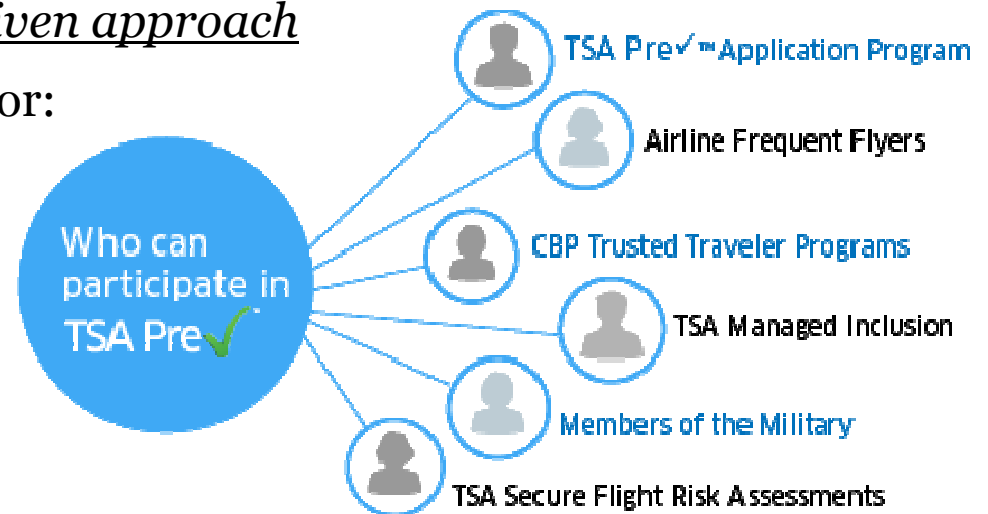 iven approach
or:
TSA Pre✓™ Application Program
Airline Frequent Flyers
Who can
participate in
TSA Pre✓™
CBP Trusted Traveler Programs
TSA Managed Inclusion
Members of the Military
TSA Secure Flight Risk Assessments